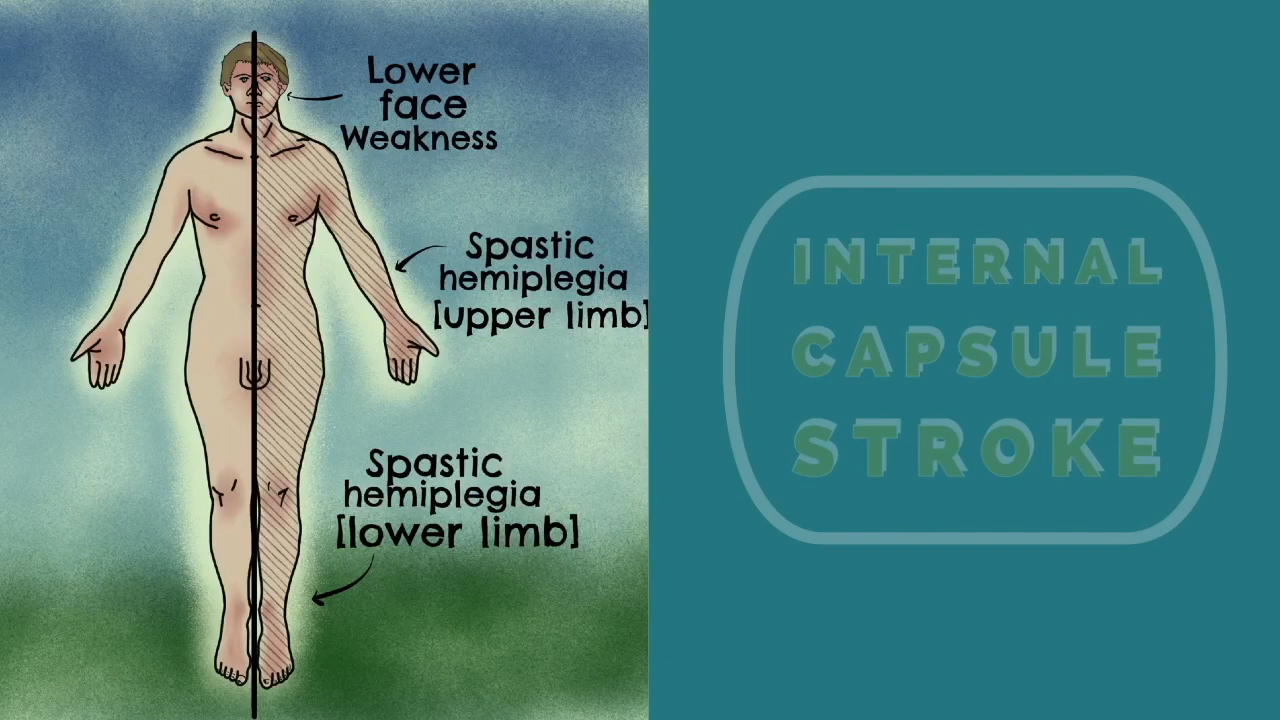 Lower
face
Weakness
Spastic
hemiplegia
[upper limb]
Spastic
hemiplegia
[lower limb]
INTERNAL
CAPSULE
STROKE